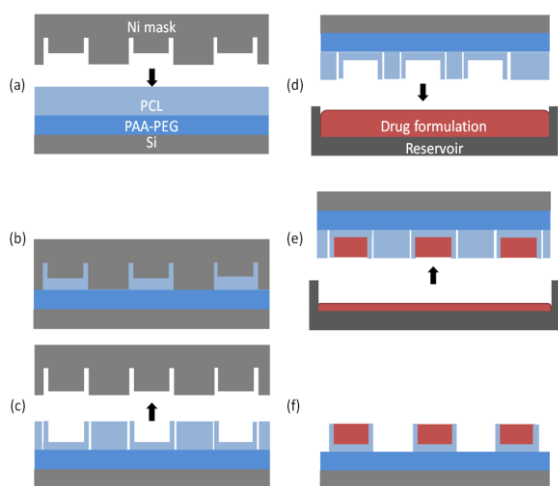 Ni mask
(a)
PCL
PAA-PEG
Si
(b)
(c)
(d)
Drug formulation
Reservoir
(e)
(f)